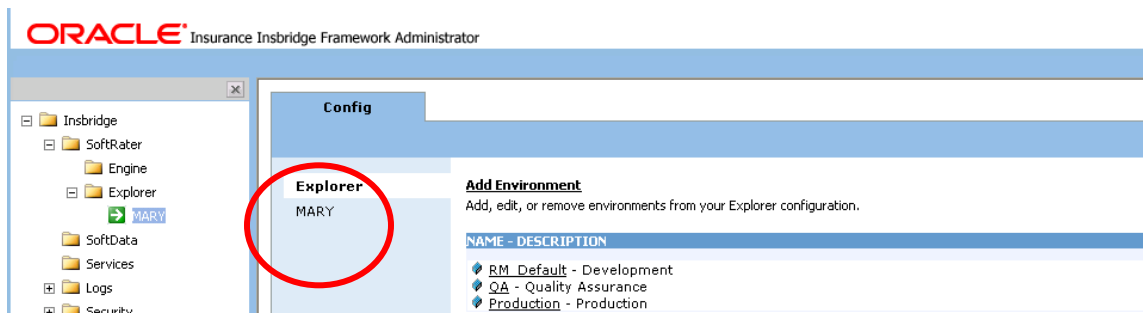 ORACLE Insurance Insbridge Framework Administrator
Insbridge
SoftRater
Engine
Explorer
MARY
SoftData
Services
Logs
Security
Config
Explorer
MARY
Add Environment
Add, edit, or remove environments from your Explorer configuration.
NAME - DESCRIPTION
RM_Default - Development
QA - Quality Assurance
Production - Production